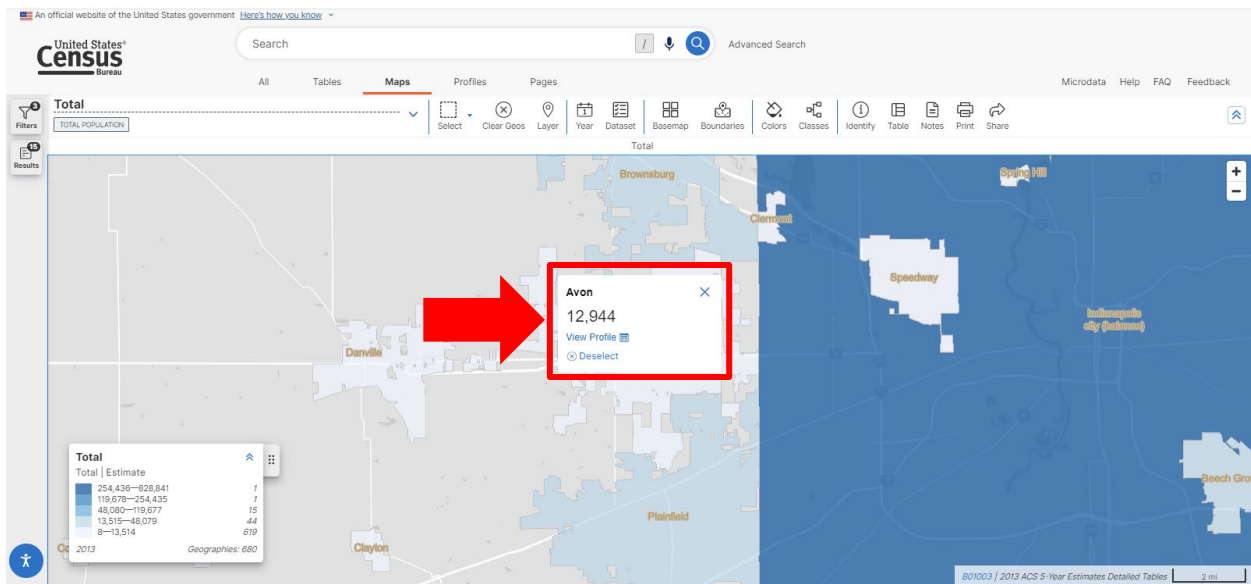 An official website of the United States government Here's how you know
United States®
Census
Bureau
Search
/
Advanced Search
All Tables Maps Profiles Pages
Microdata Help FAQ Feedback
3
Filters
15
Results
Total
TOTAL POPULATION
Select Clear Geos Layer Year Dataset Basemap Boundaries Colors Classes Identify Table Notes Print Share
Total
+
−
Brownsburg
Spring Hill
Clermont
Speedway
Indianapolis
city (balance)
Avon
12,944
View Profile
Deselect
Danville
Beech Gro
Plainfield
Clayton
Total
Total | Estimate
254,436—828,841 1
119,678—254,435 1
48,080—119,677 15
13,515—48,079 44
8—13,514 619
2013 Geographies: 680
B01003 | 2013 ACS 5-Year Estimates Detailed Tables
2 mi